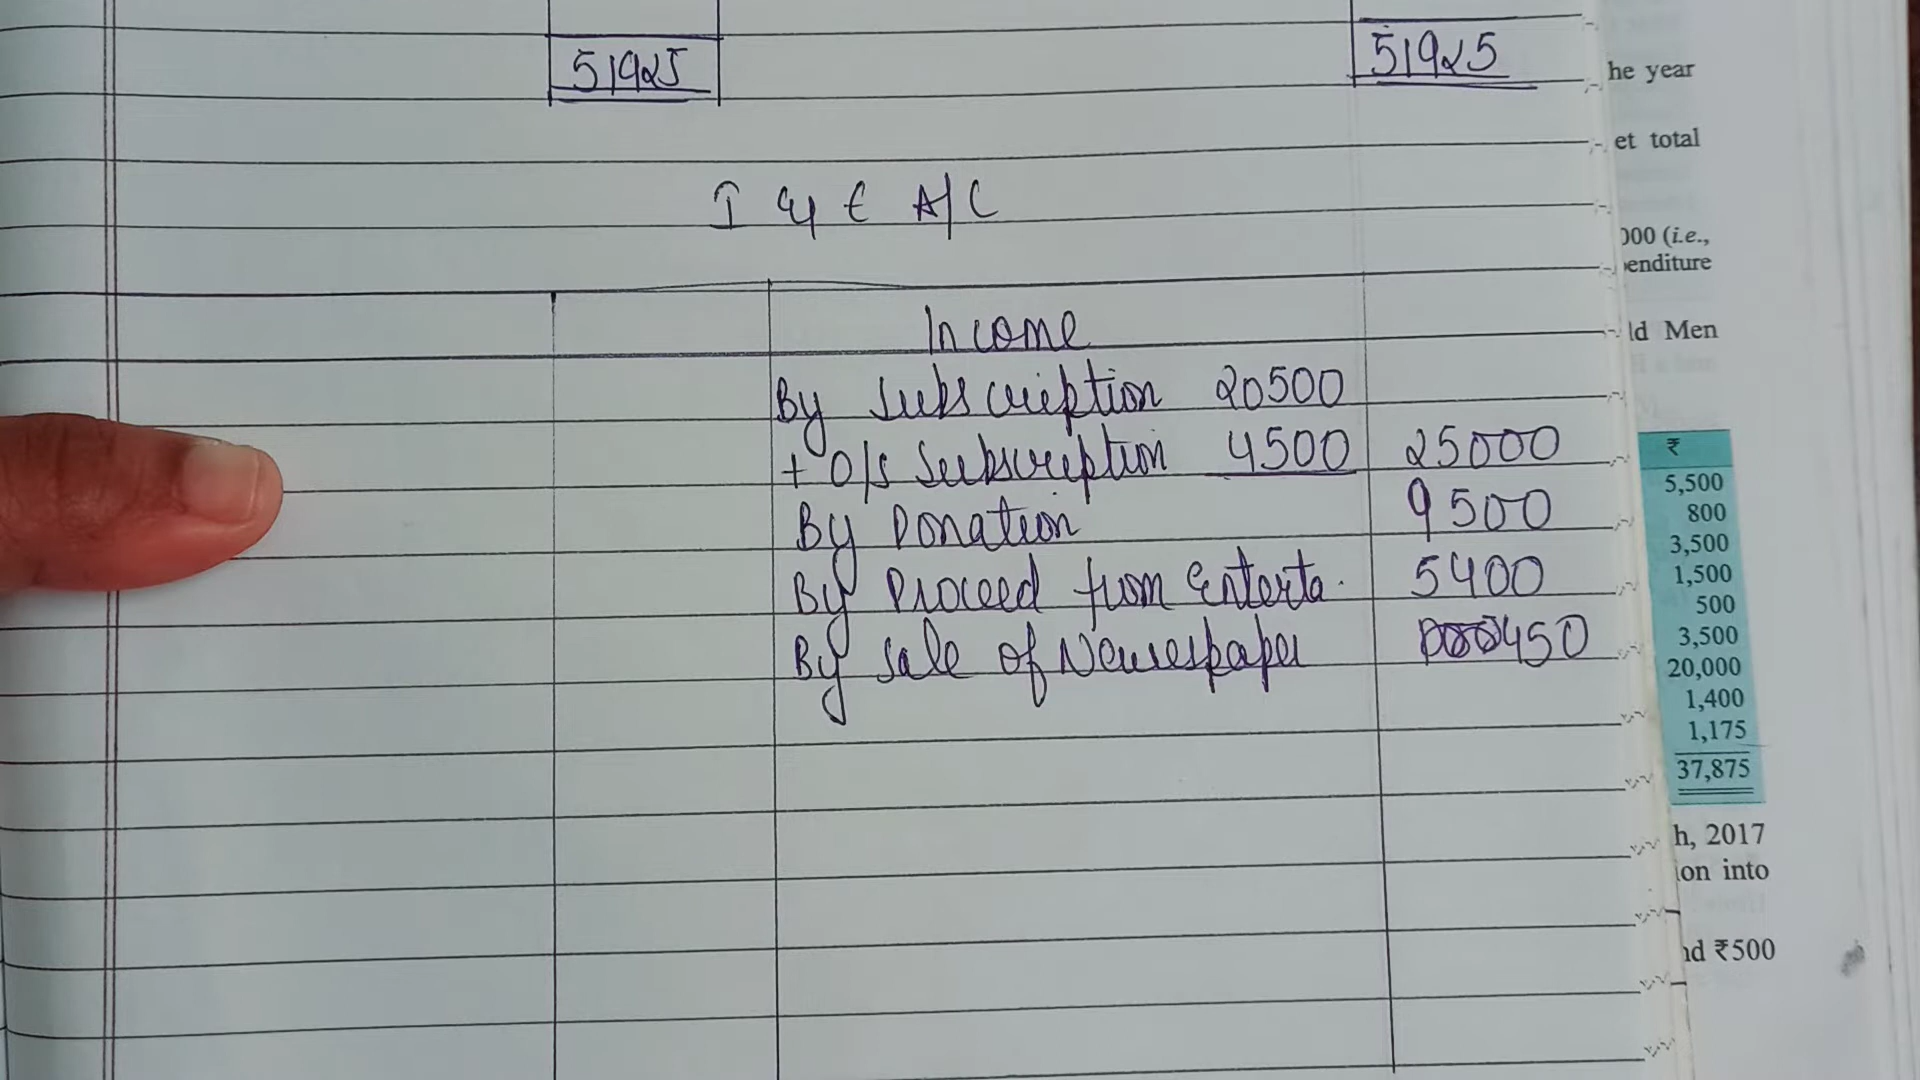 51925 51925
he year
et total
I & E A/C
000 (i.e.,
penditure
Income
ld Men
By Subscription 20500
+ O/S Subscription 4500 25000
By Donation 9500
By Proceed from Enterta. 5400
By Sale of Newespaper 450
₹
5,500
800
3,500
1,500
500
3,500
20,000
1,400
1,175
37,875
h, 2017
ion into
nd ₹500